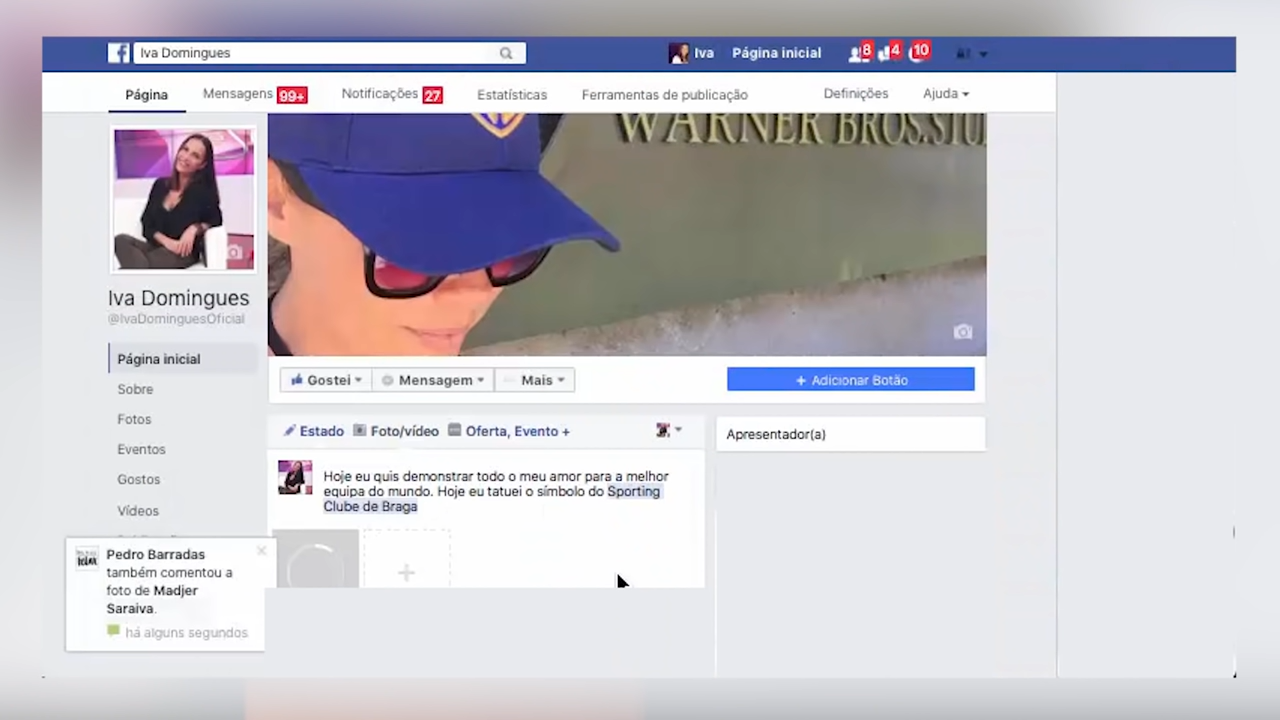 Iva Domingues
Iva
Página inicial
8
4
10
Página
Mensagens 99+
Notificações 27
Estatísticas
Ferramentas de publicação
Definições
Ajuda
WARNER BROS.STU
Iva Domingues
@IvaDominguesOficial
Página inicial
Sobre
Fotos
Eventos
Gostos
Vídeos
Gostei
Mensagem
Mais
+ Adicionar Botão
Estado
Foto/vídeo
Oferta, Evento +
Apresentador(a)
Hoje eu quis demonstrar todo o meu amor para a melhor
equipa do mundo. Hoje eu tatuei o símbolo do Sporting
Clube de Braga
Pedro Barradas
também comentou a
foto de Madjer
Saraiva.
há alguns segundos